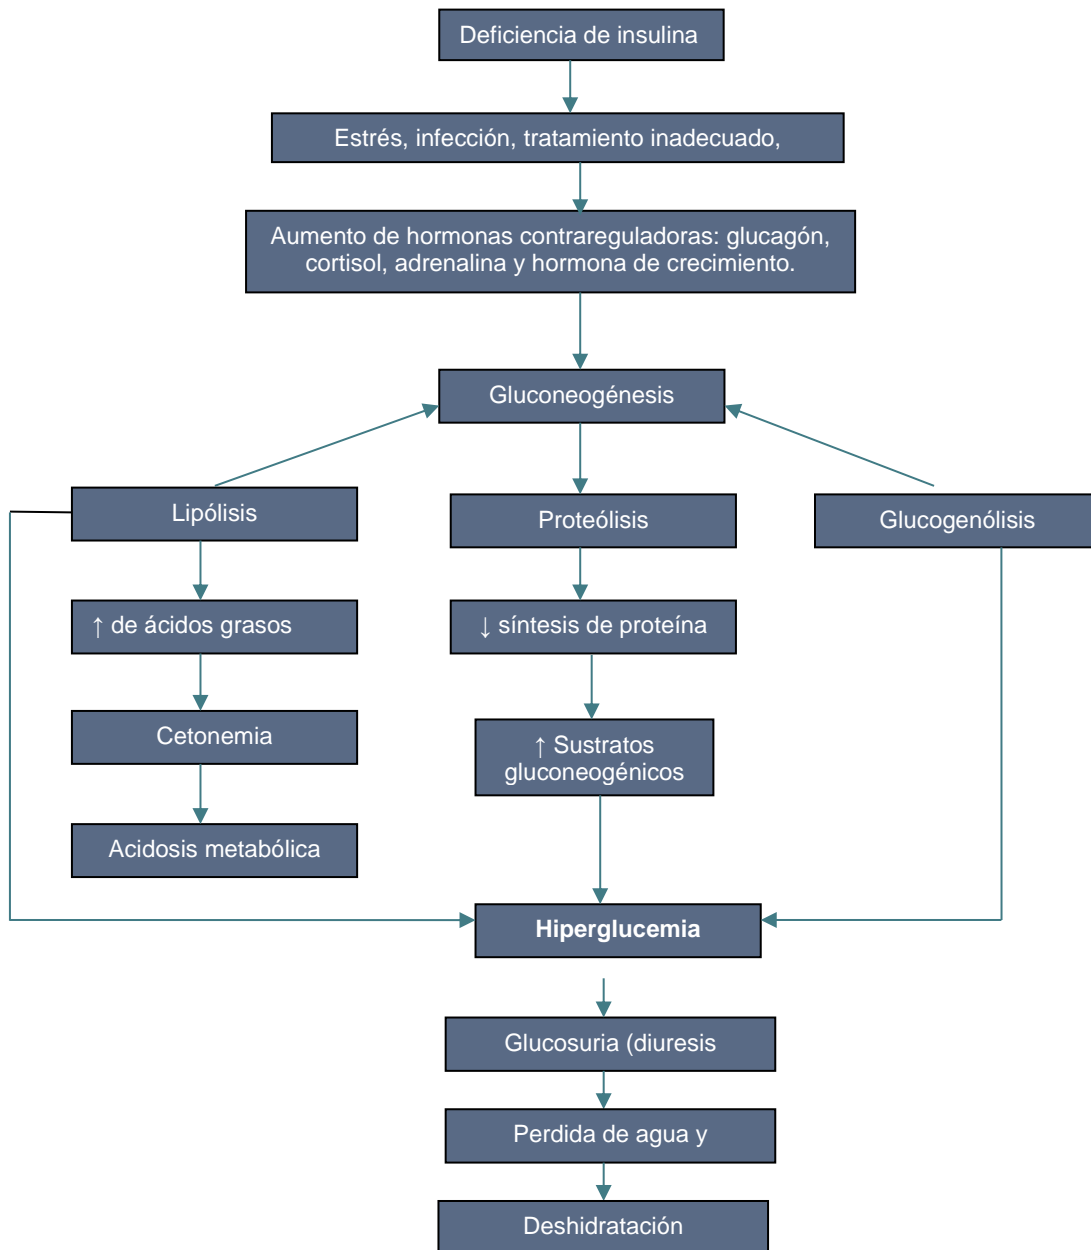 Deficiencia de insulina
Estrés, infección, tratamiento inadecuado,
Aumento de hormonas contrareguladoras: glucagón,
cortisol, adrenalina y hormona de crecimiento.
Gluconeogénesis
Lipólisis
Proteólisis
Glucogenólisis
↑ de ácidos grasos
↓ síntesis de proteína
Cetonemia
↑ Sustratos
gluconeogénicos
Acidosis metabólica
Hiperglucemia
Glucosuria (diuresis
Perdida de agua y
Deshidratación